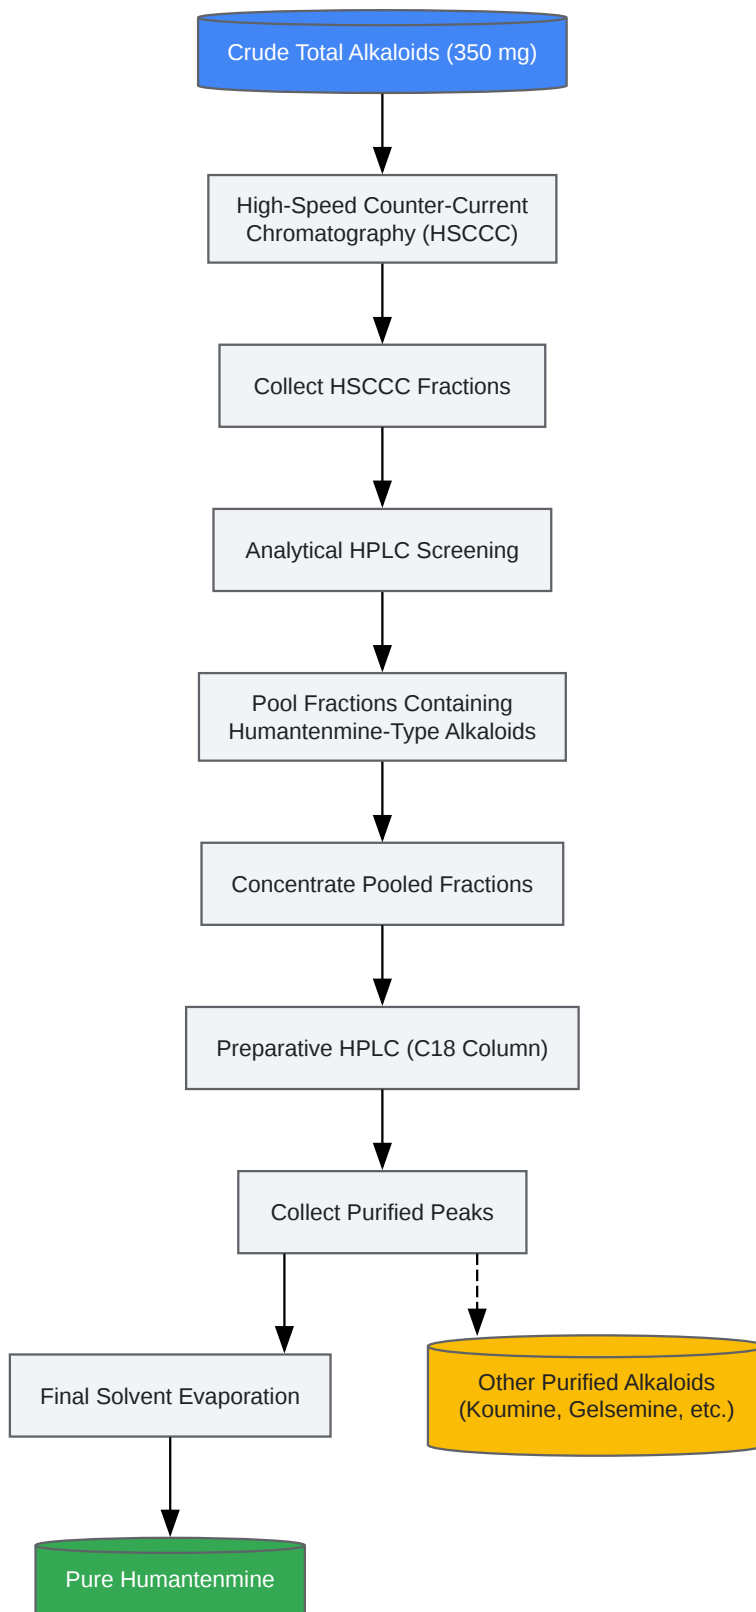 Crude Total Alkaloids (350 mg)
High-Speed Counter-Current
Chromatography (HSCCC)
Collect HSCCC Fractions
Analytical HPLC Screening
Pool Fractions Containing
Humantenmine-Type Alkaloids
Concentrate Pooled Fractions
Preparative HPLC (C18 Column)
Collect Purified Peaks
Final Solvent Evaporation
Other Purified Alkaloids
(Koumine, Gelsemine, etc.)
Pure Humantenmine